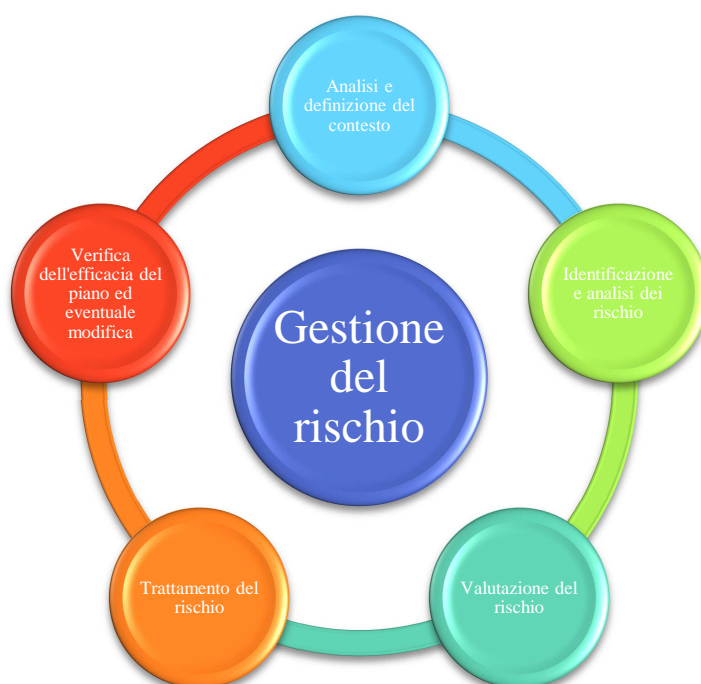 Analisi e
definizione del
contesto
Identificazione
e analisi dei
rischio
Valutazione del
rischio
Trattamento del
rischio
Verifica
dell'efficacia del
piano ed
eventuale
modifica
Gestione
del
rischio